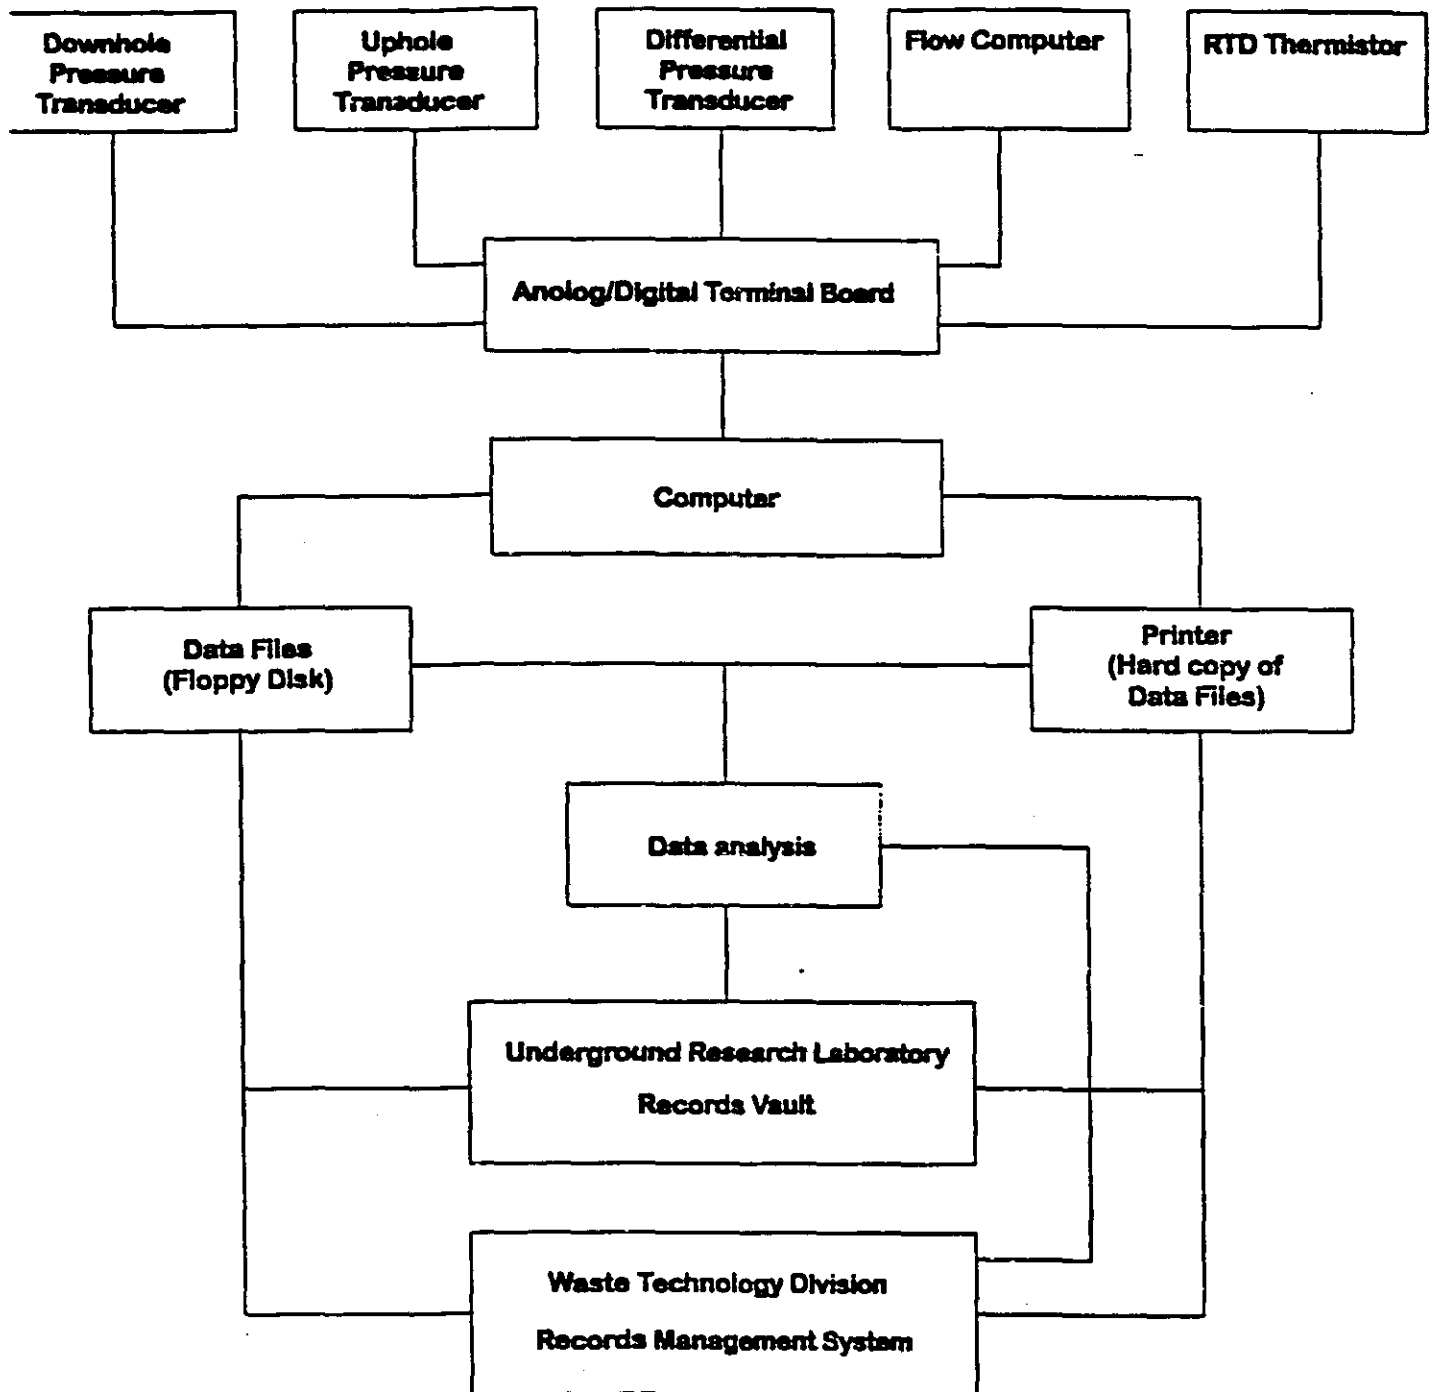 Downhole
Pressure
Transducer
Uphole
Pressure
Transducer
Differential
Pressure
Transducer
Flow Computer
RTD Thermistor
Anolog/Digital Terminal Board
Computer
Data Files
(Floppy Disk)
Printer
(Hard copy of
Data Files)
Data analysis
Underground Research Laboratory
Records Vault
Waste Technology Division
Records Management System